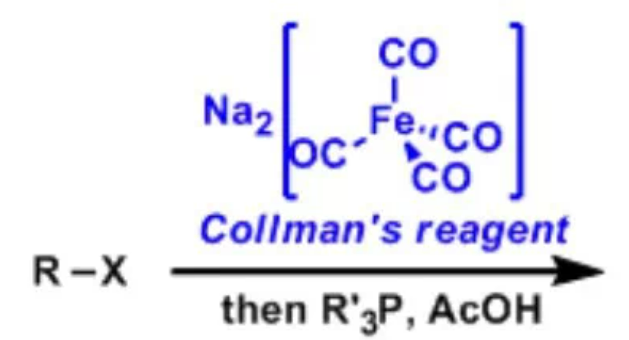 CO
Na₂ Fe CO
OC CO
Collman's reagent
R–X
then R'₃P, AcOH